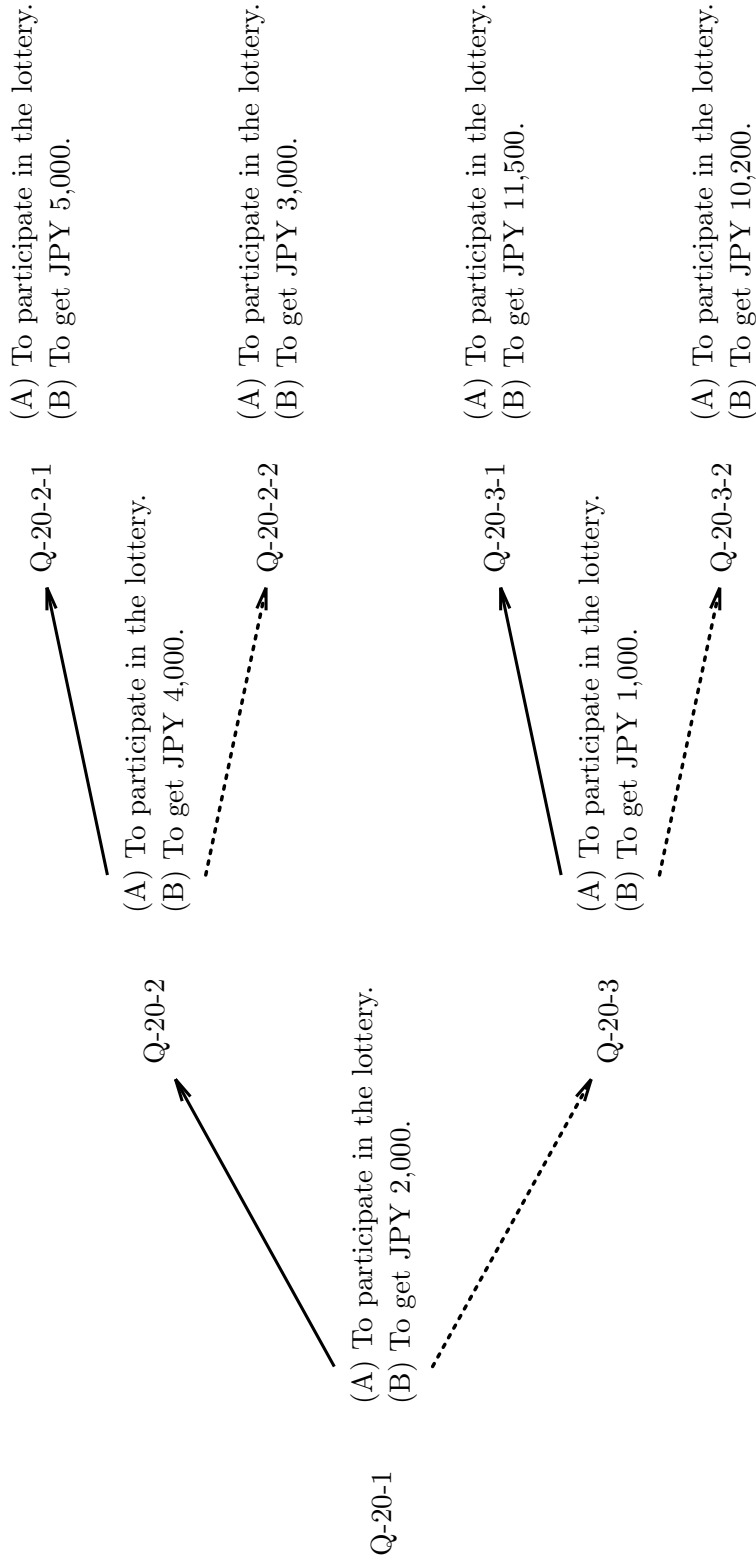 Q-20-1
(A) To participate in the lottery.
(B) To get JPY 2,000.
Q-20-2
(A) To participate in the lottery.
(B) To get JPY 4,000.
Q-20-3
(A) To participate in the lottery.
(B) To get JPY 1,000.
Q-20-2-1
(A) To participate in the lottery.
(B) To get JPY 5,000.
Q-20-2-2
(A) To participate in the lottery.
(B) To get JPY 3,000.
Q-20-3-1
(A) To participate in the lottery.
(B) To get JPY 11,500.
Q-20-3-2
(A) To participate in the lottery.
(B) To get JPY 10,200.